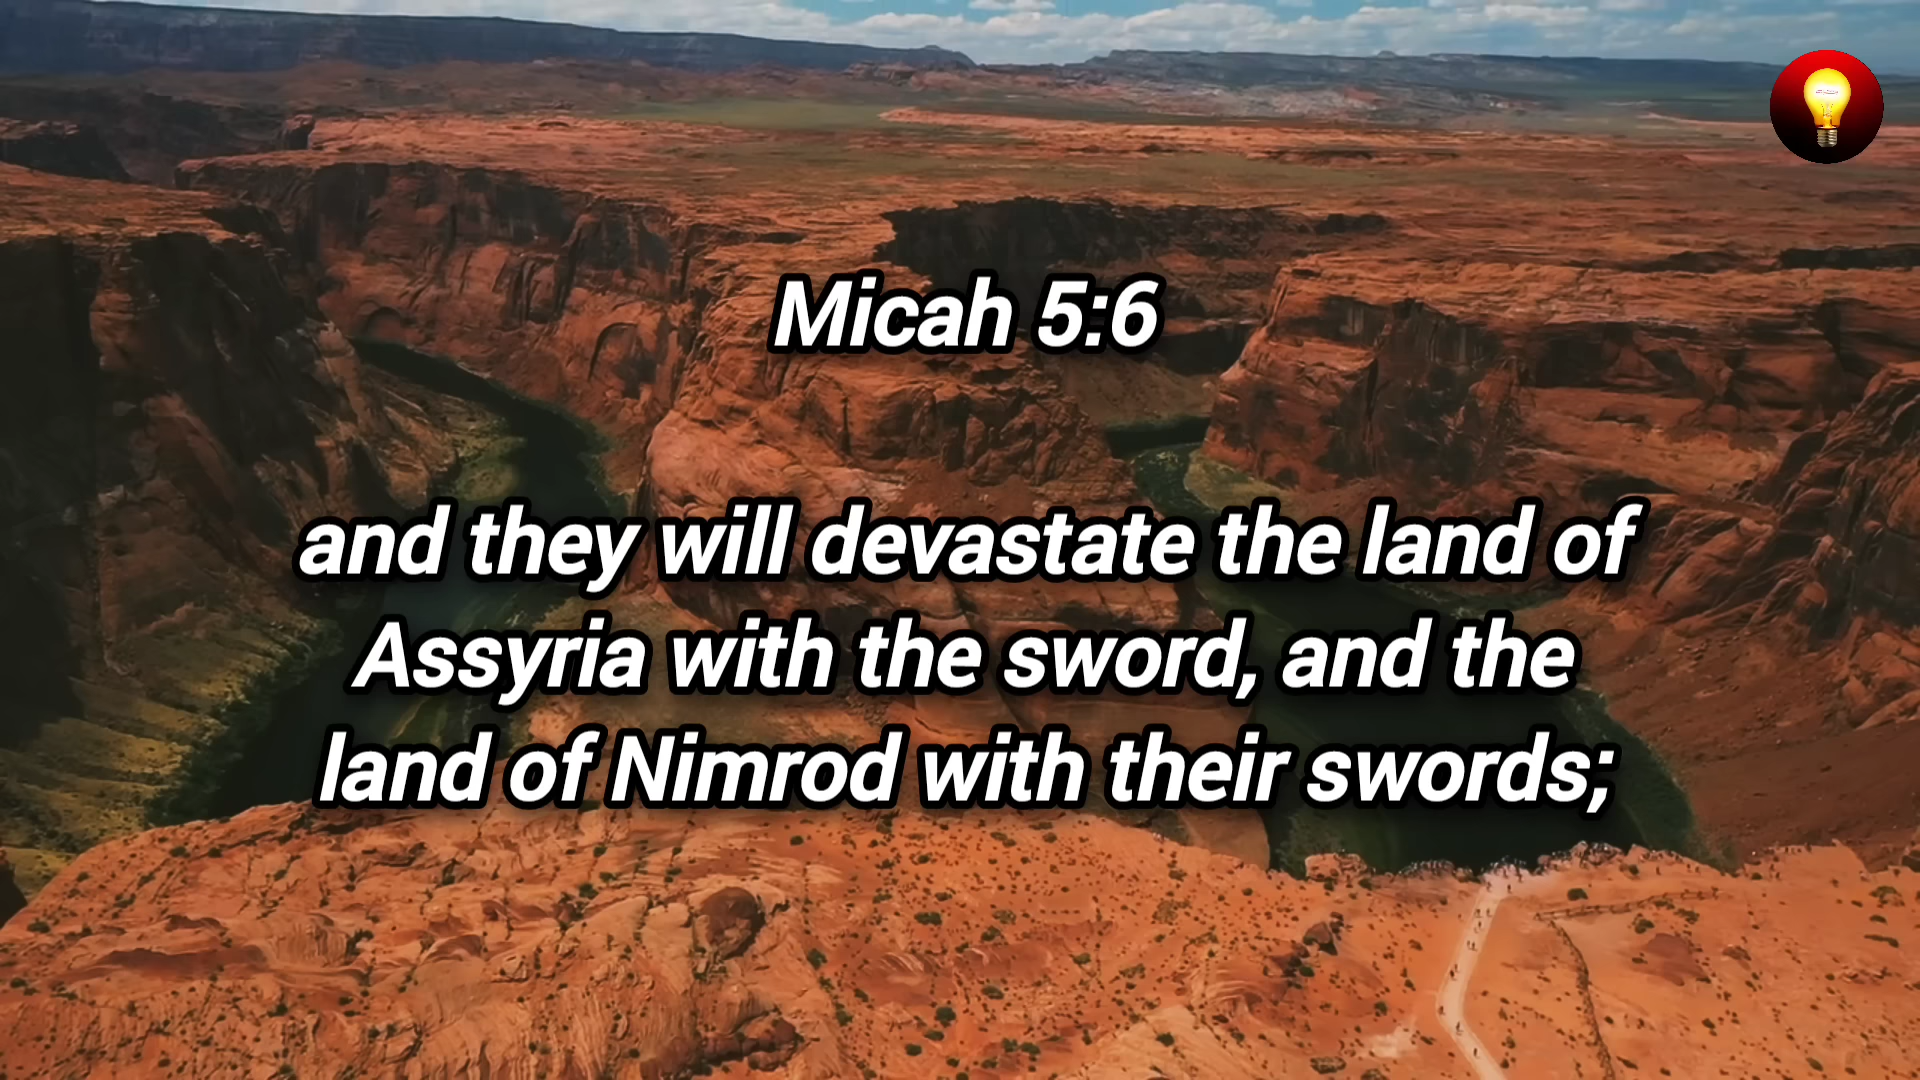 Micah 5:6
and they will devastate the land of
Assyria with the sword, and the
land of Nimrod with their swords;